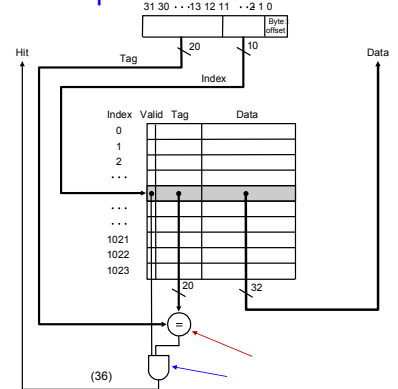 31 30 · · · 13 12 11 · · 2 1 0
Byte
offset
Hit
20
10
Data
Tag
Index
Index Valid Tag Data
0
1
2
· · ·
· · ·
· · ·
1021
1022
1023
20
32
=
(36)